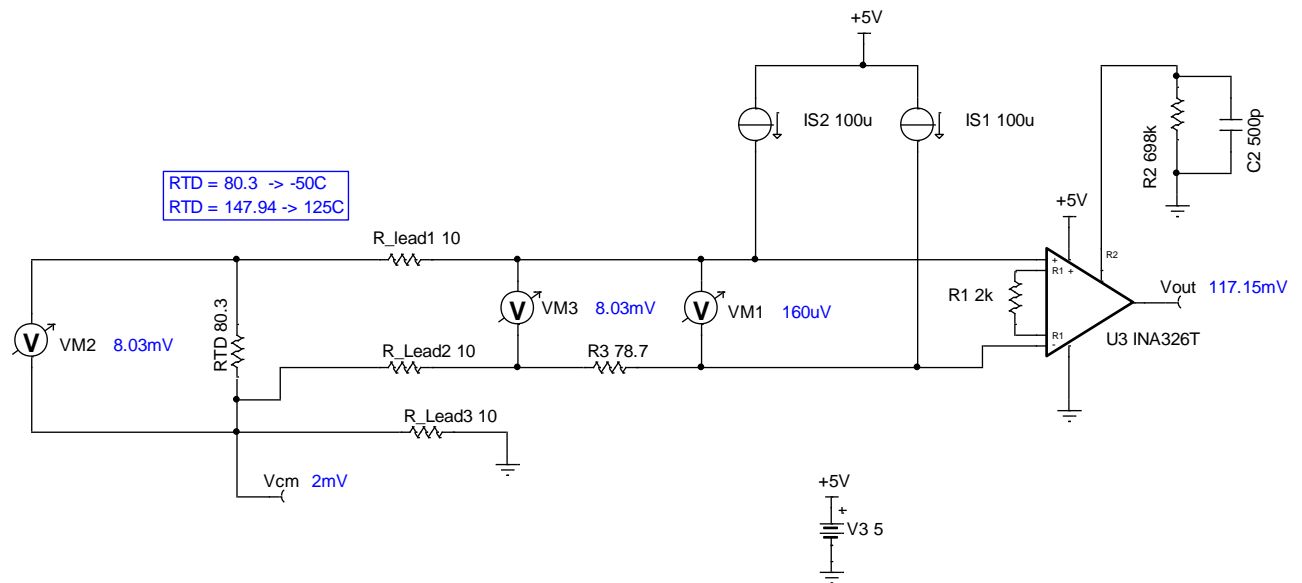 +5V
IS2 100u
IS1 100u
R2 698k
C2 500p
RTD = 80.3 -> -50C
RTD = 147.94 -> 125C
+5V
R_lead1 10
+
R1
+
R2
VM2 8.03mV
RTD 80.3
VM3 8.03mV
VM1 160uV
R1 2k
Vout 117.15mV
R1
-
U3 INA326T
R_Lead2 10
R3 78.7
R_Lead3 10
Vcm 2mV
+5V
+
V3 5
V
V
V